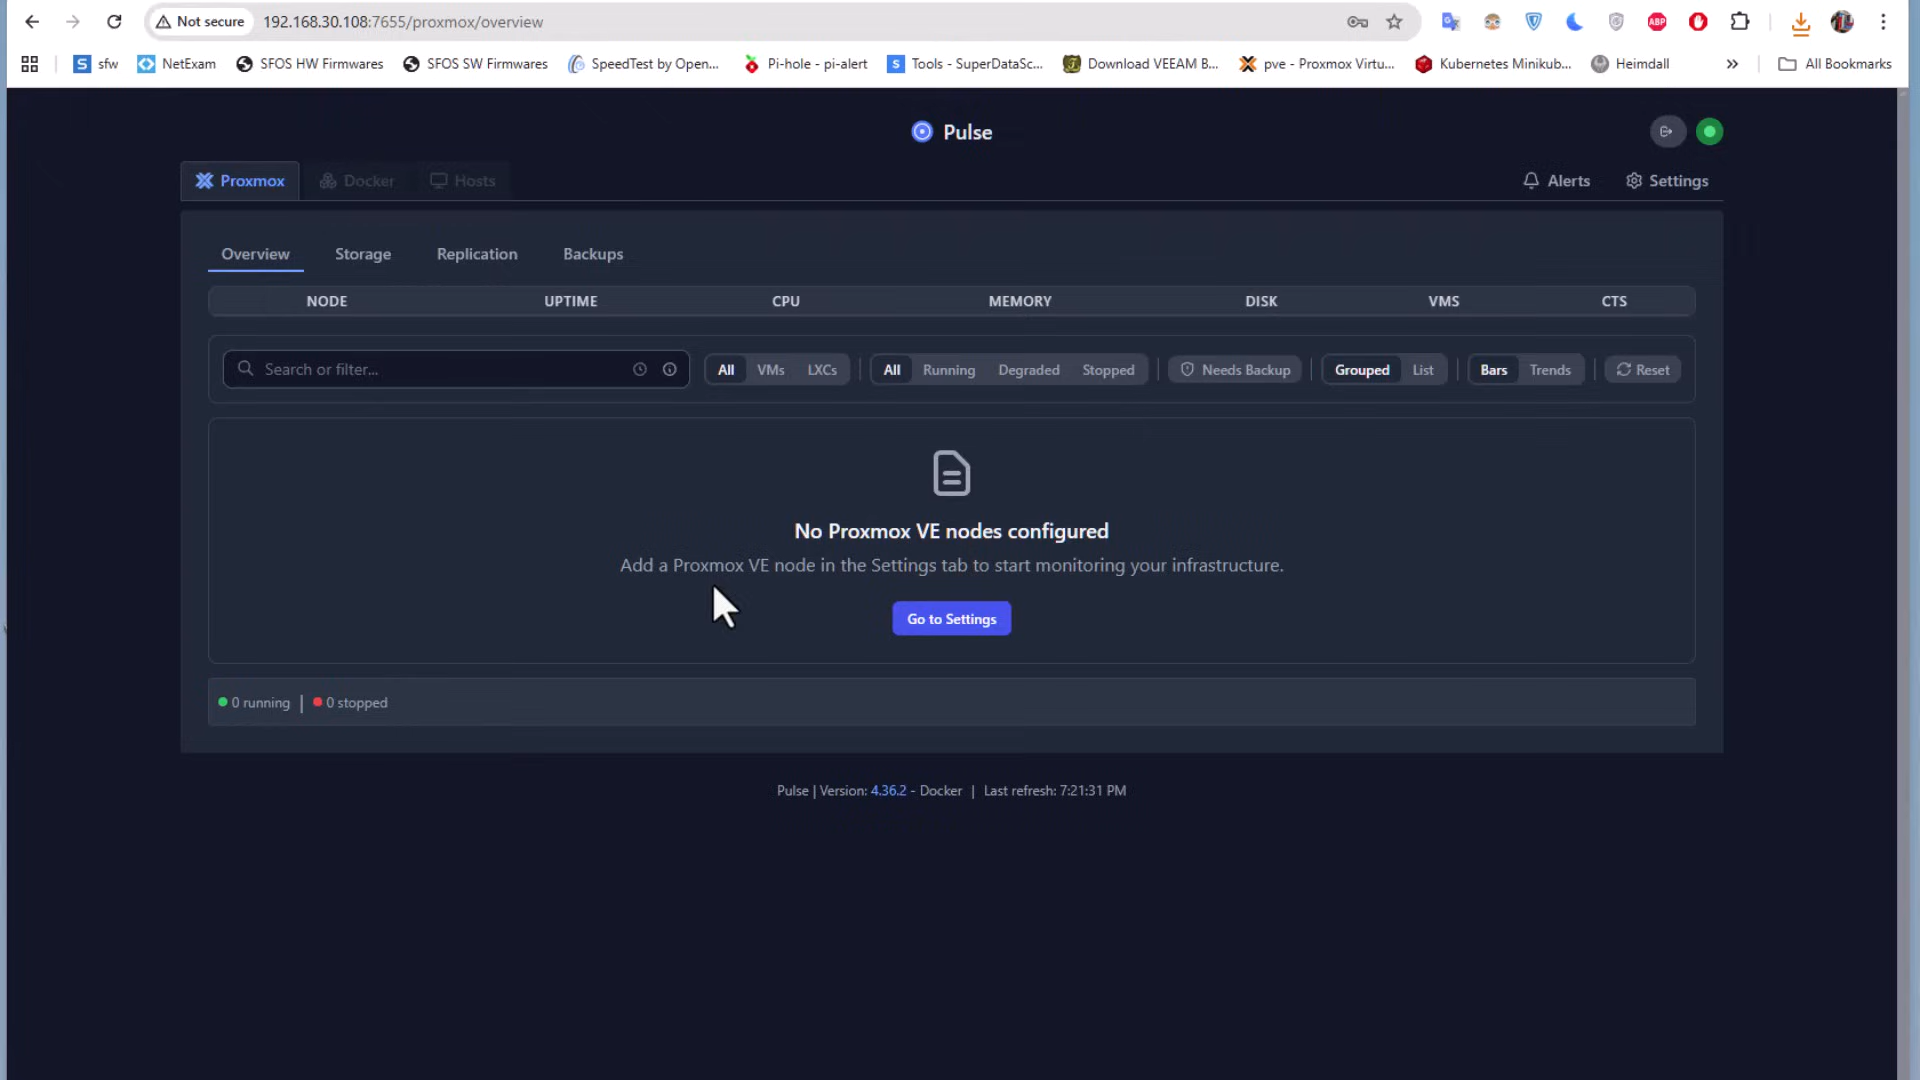 Not secure 192.168.30.108:7655/proxmox/overview
sfw NetExam SFOS HW Firmwares SFOS SW Firmwares SpeedTest by Open... Pi-hole - pi-alert Tools - SuperDataSc... Download VEEAM B... pve - Proxmox Virtu... Kubernetes Minikub... Heimdall » All Bookmarks
Pulse
Proxmox Docker Hosts Alerts Settings
Overview Storage Replication Backups
NODE UPTIME CPU MEMORY DISK VMS CTS
Search or filter... All VMs LXCs All Running Degraded Stopped Needs Backup Grouped List Bars Trends Reset
No Proxmox VE nodes configured
Add a Proxmox VE node in the Settings tab to start monitoring your infrastructure.
Go to Settings
0 running | 0 stopped
Pulse | Version: 4.36.2 - Docker | Last refresh: 7:21:31 PM